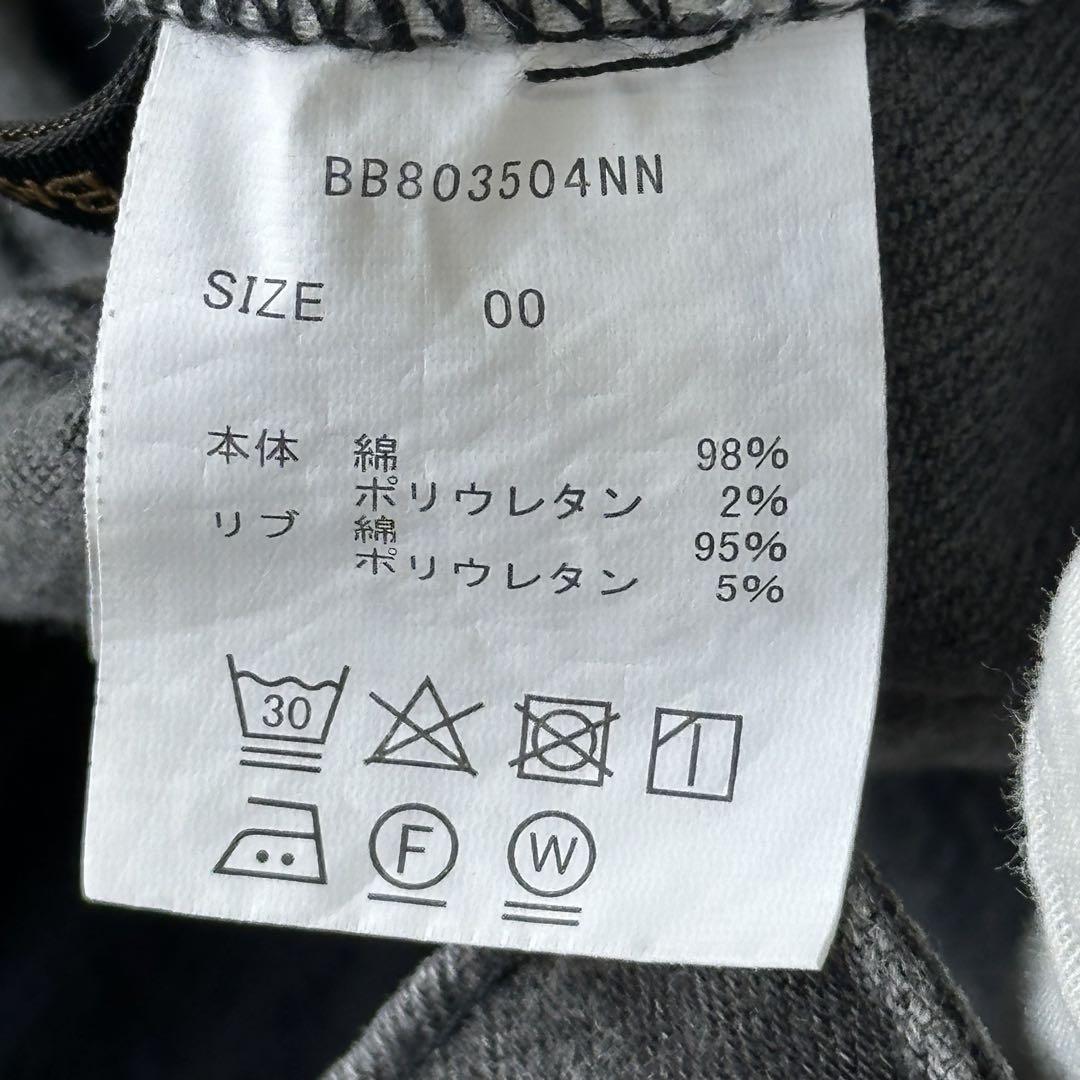 BB803504NN
SIZE 00
本体 綿 98%
ポリウレタン 2%
リブ 綿 95%
ポリウレタン 5%
30
F W